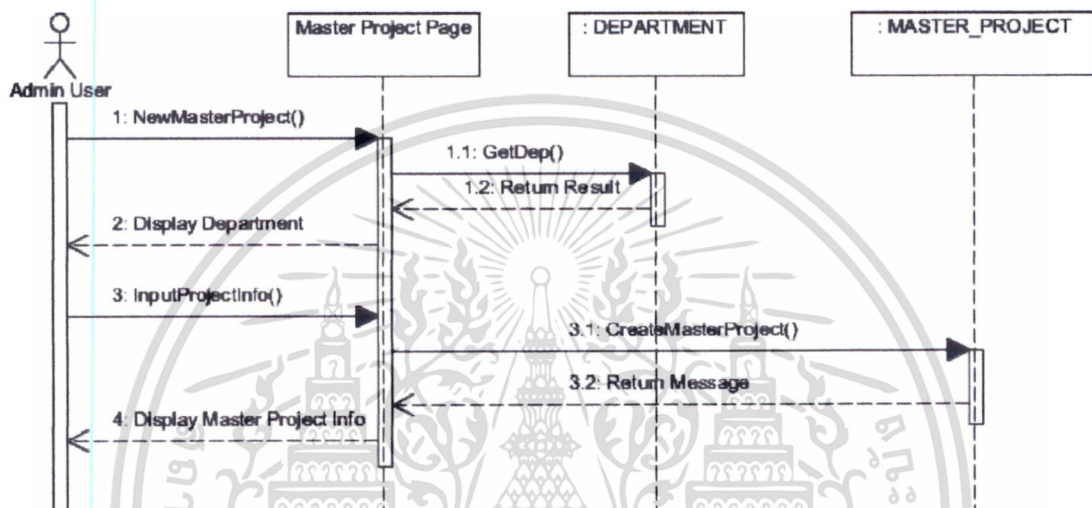 Master Project Page
: DEPARTMENT
: MASTER_PROJECT
Admin User
1: NewMasterProject()
1.1: GetDep()
1.2: Return Result
2: Display Department
3: InputProjectInfo()
3.1: CreateMasterProject()
3.2: Return Message
4: Display Master Project Info